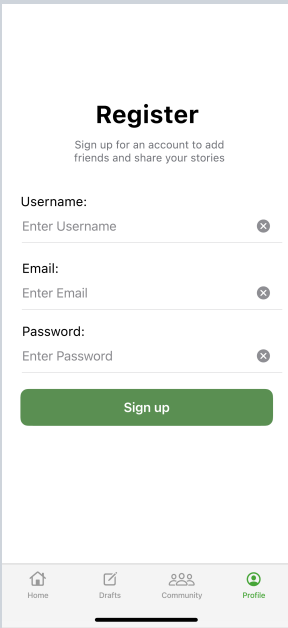 Register
Sign up for an account to add
friends and share your stories
Username:
Enter Username
Email:
Enter Email
Password:
Enter Password
Sign up
Home
Drafts
Community
Profile